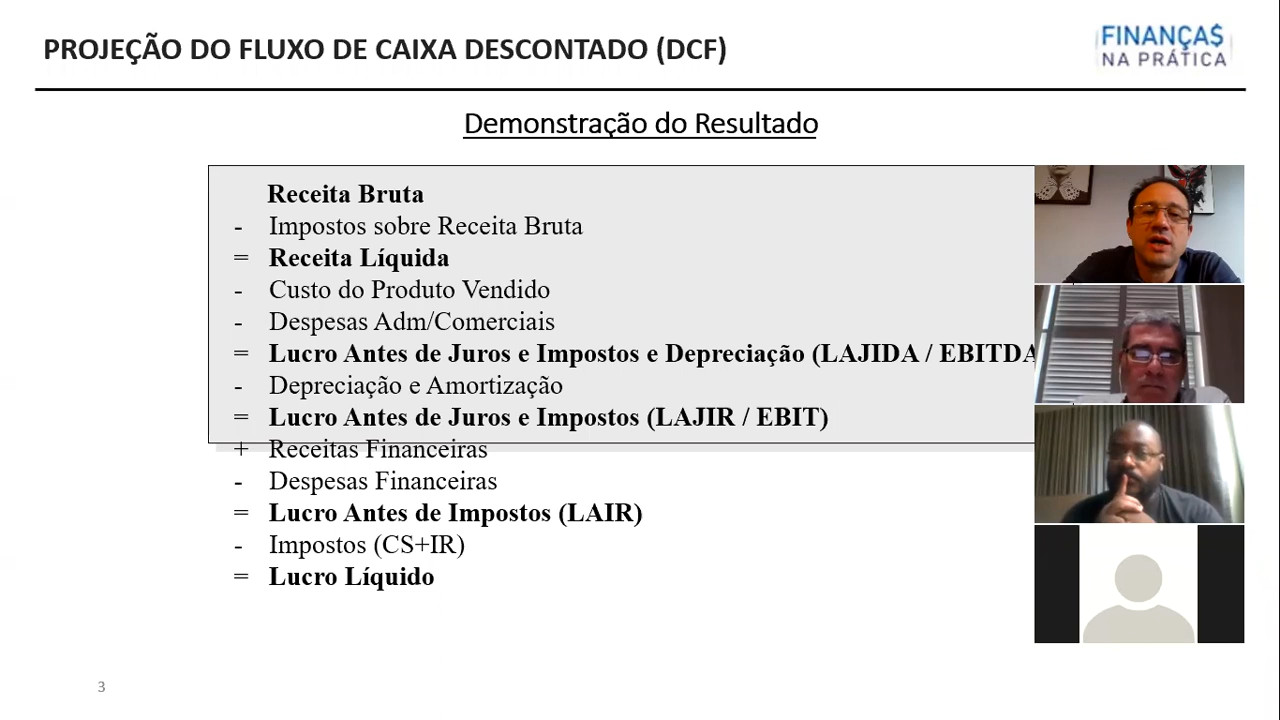 PROJEÇÃO DO FLUXO DE CAIXA DESCONTADO (DCF)
FINANÇA$
NA PRÁTICA
Demonstração do Resultado
Receita Bruta
- Impostos sobre Receita Bruta
= Receita Líquida
- Custo do Produto Vendido
- Despesas Adm/Comerciais
= Lucro Antes de Juros e Impostos e Depreciação (LAJIDA / EBITDA
- Depreciação e Amortização
= Lucro Antes de Juros e Impostos (LAJIR / EBIT)
+ Receitas Financeiras
- Despesas Financeiras
= Lucro Antes de Impostos (LAIR)
- Impostos (CS+IR)
= Lucro Líquido
3